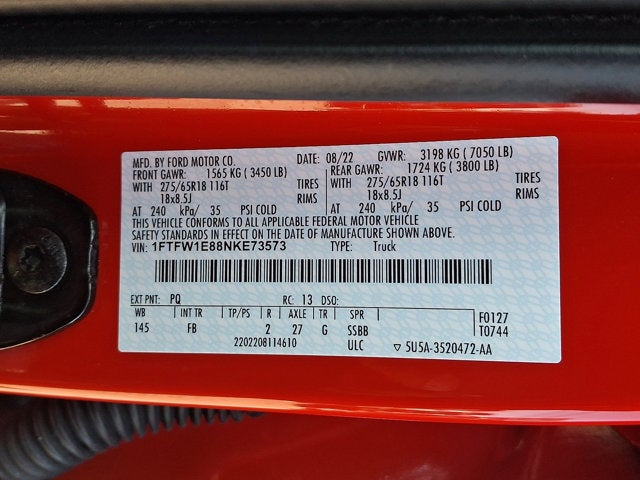 MFD. BY FORD MOTOR CO. DATE: 08/22 GVWR: 3198 KG ( 7050 LB)
FRONT GAWR: 1565 KG ( 3450 LB) REAR GAWR: 1724 KG ( 3800 LB)
WITH 275/65R18 116T TIRES WITH 275/65R18 116T TIRES
18x8.5J RIMS 18x8.5J RIMS
AT 240 kPa/ 35 PSI COLD AT 240 kPa/ 35 PSI COLD
THIS VEHICLE CONFORMS TO ALL APPLICABLE FEDERAL MOTOR VEHICLE
SAFETY STANDARDS IN EFFECT ON THE DATE OF MANUFACTURE SHOWN ABOVE.
VIN: 1FTFW1E88NKE73573 TYPE: Truck
EXT PNT: PQ RC: 13 DSO:
WB INT TR TP/PS R AXLE TR SPR F0127
145 FB 2 27 G SSBB T0744
2202208114610 ULC ▽ 5U5A-3520472-AA